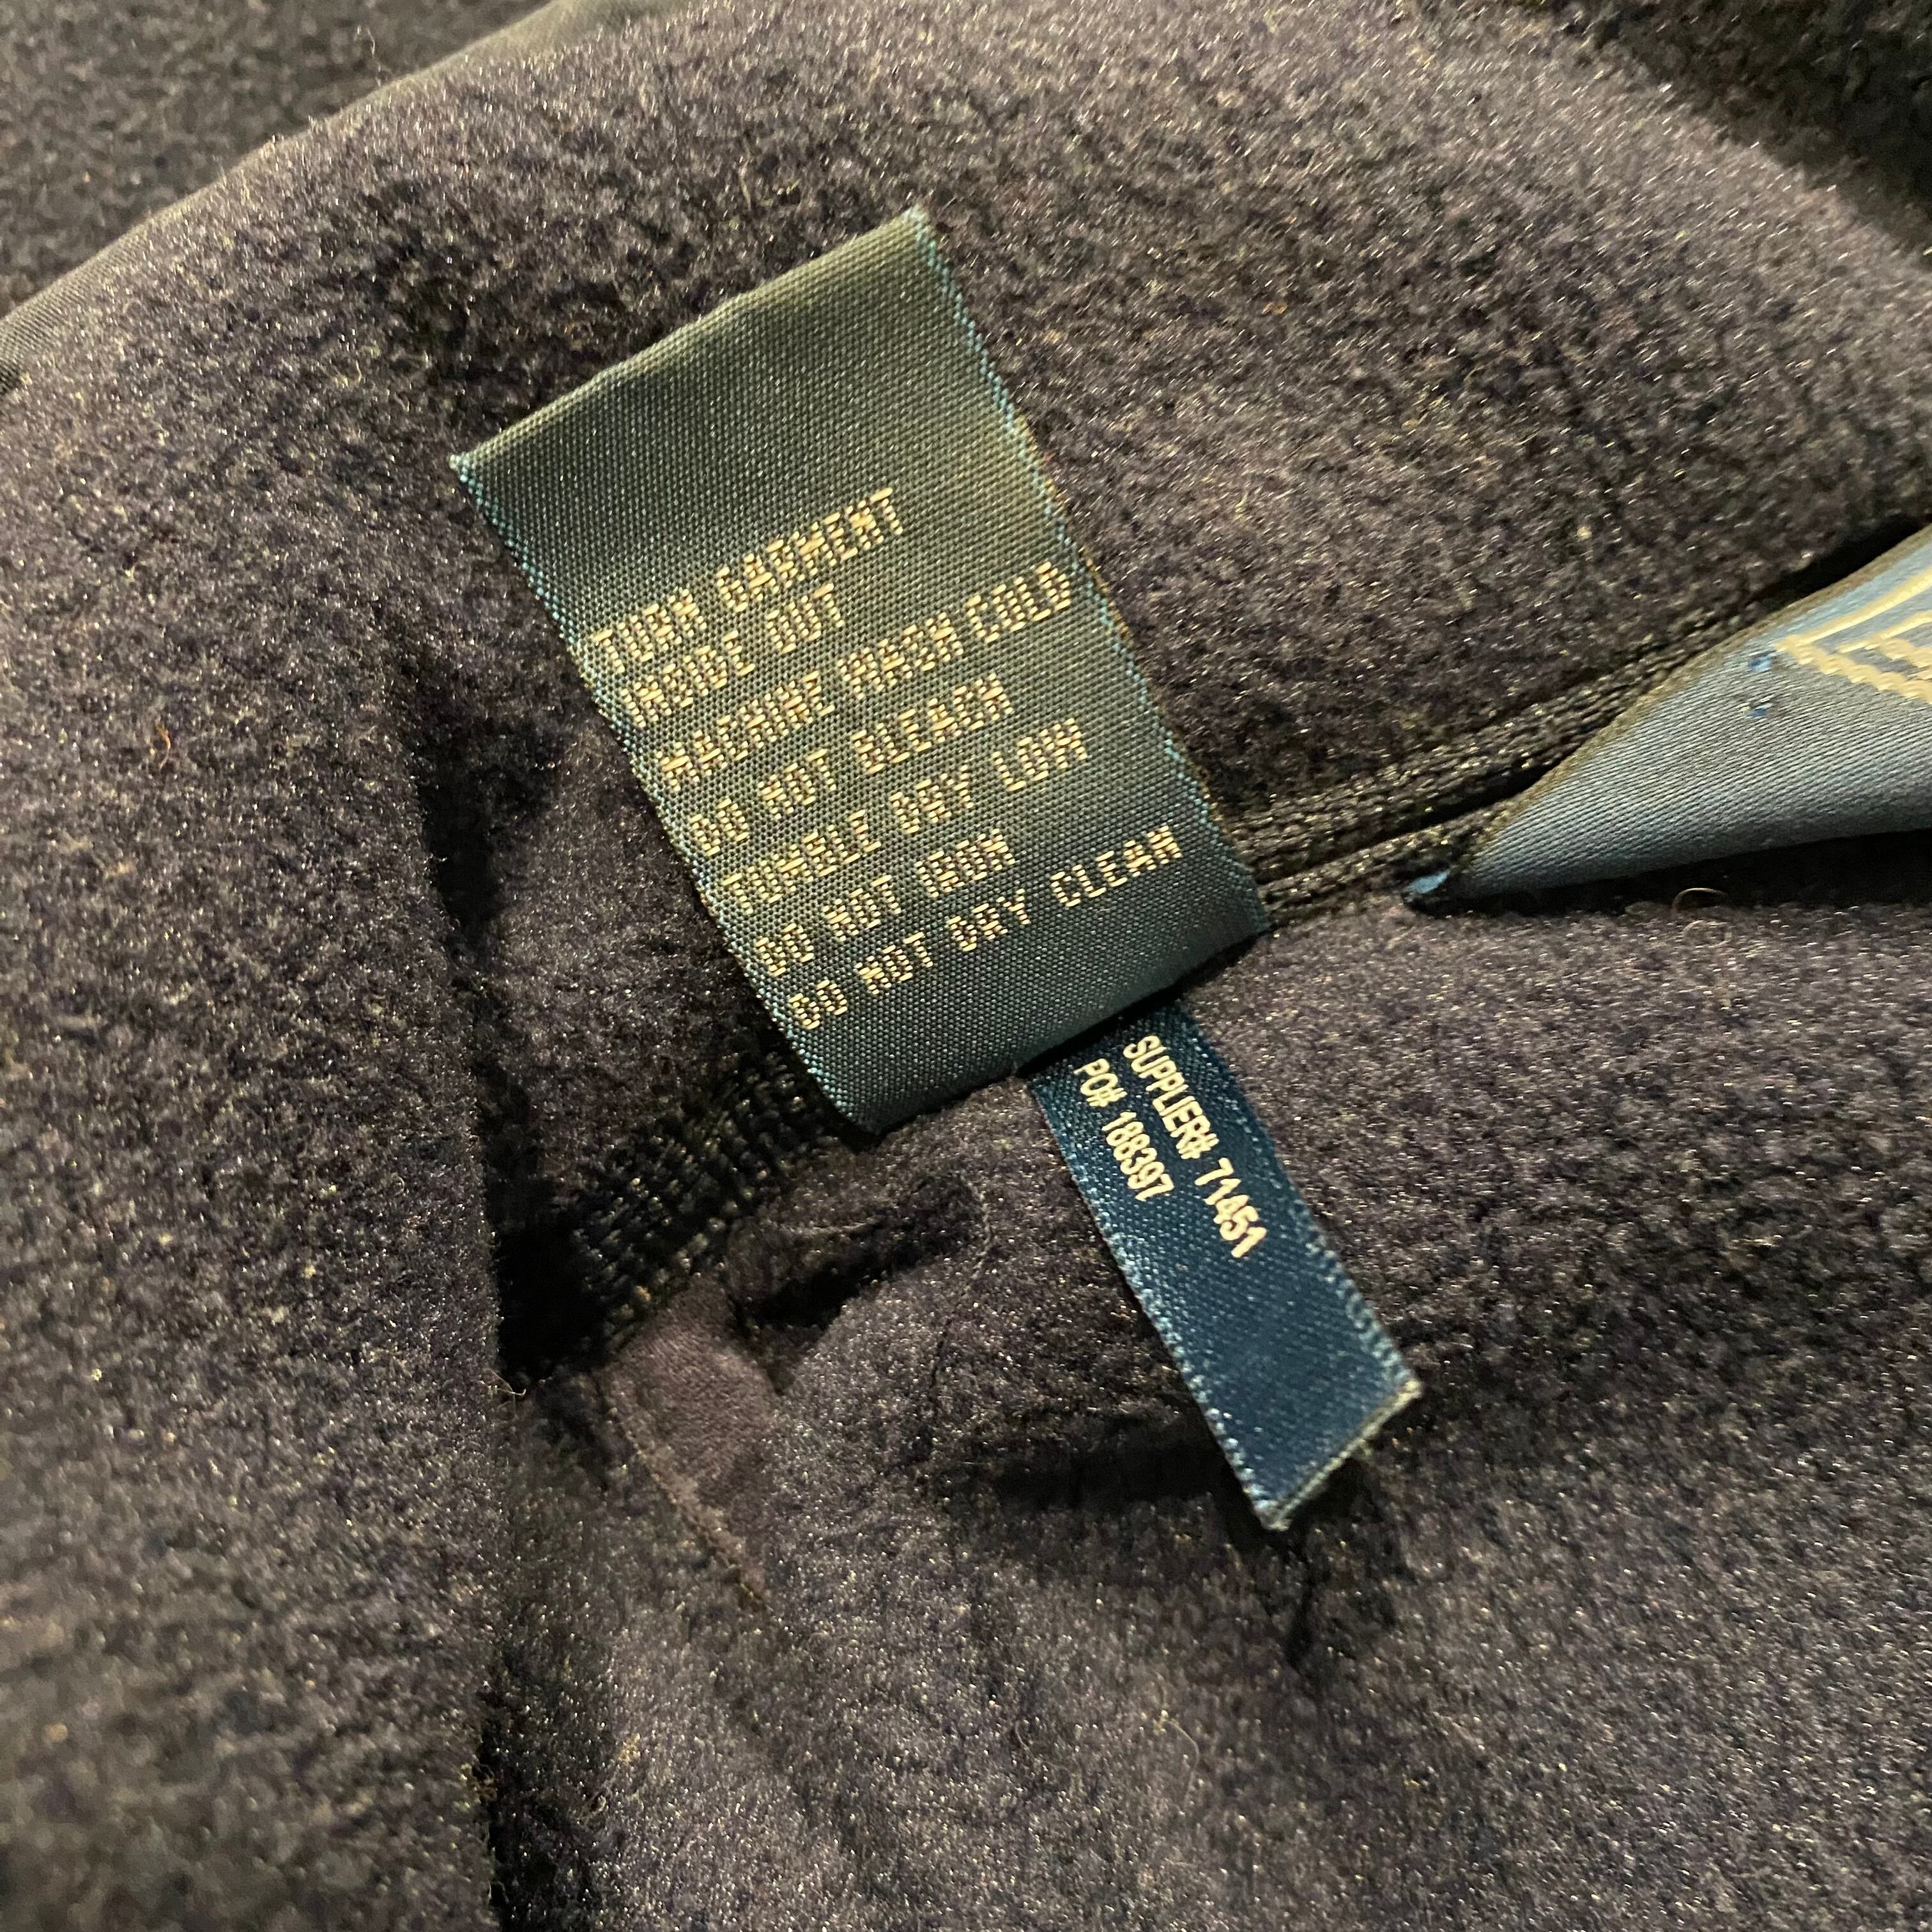 TURN GARMENT
INSIDE OUT
MACHINE WASH COLD
DO NOT BLEACH
TUMBLE DRY LOW
DO NOT IRON
DO NOT DRY CLEAN
SUPPLIER# 71451
PO# 188397